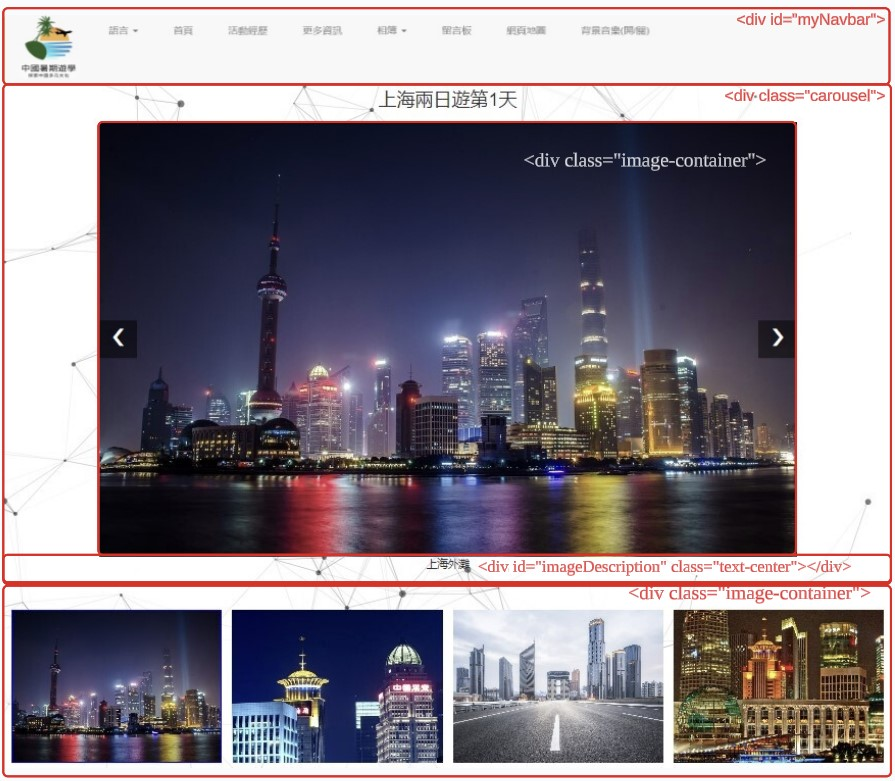 <div id="myNavbar">
語言 首頁 活動經歷 更多資訊 相簿 留言板 網頁地圖 背景音樂(開/關)
中國暑期遊學
<div class="carousel">
上海兩日遊第1天
<div class="image-container">
❮ ❯
上海外灘 <div id="imageDescription" class="text-center"></div>
<div class="image-container">